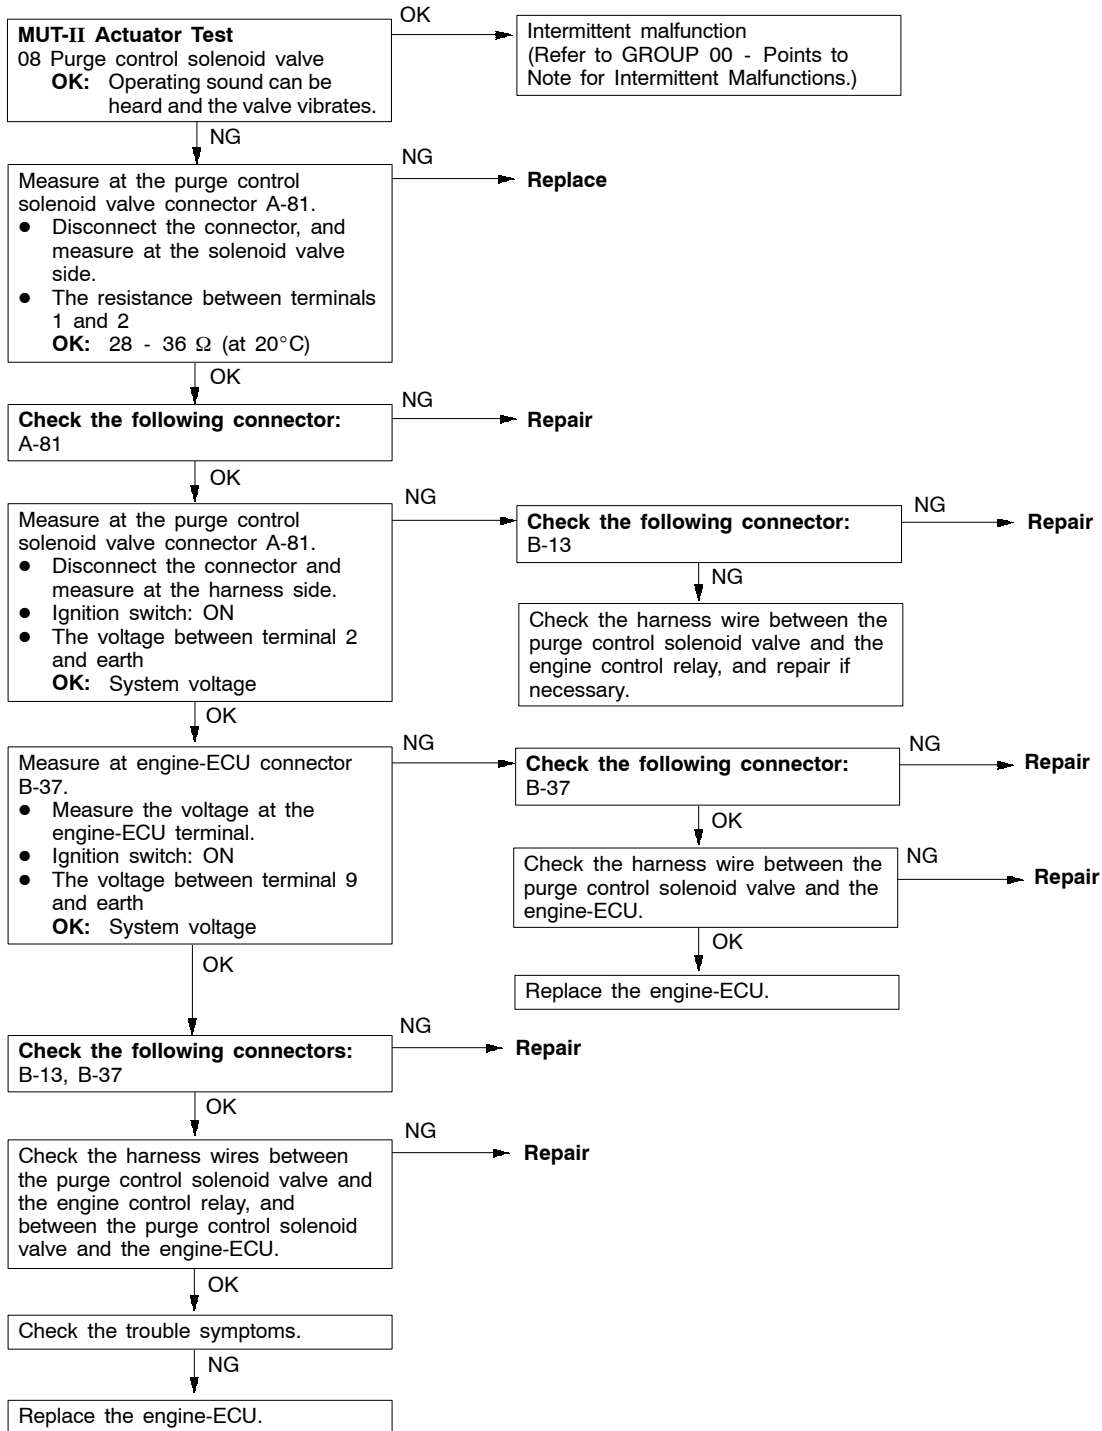 MUT-II Actuator Test
08 Purge control solenoid valve
OK: Operating sound can be
heard and the valve vibrates.
OK
Intermittent malfunction
(Refer to GROUP 00 - Points to
Note for Intermittent Malfunctions.)
NG
Measure at the purge control
solenoid valve connector A-81.
● Disconnect the connector, and
measure at the solenoid valve
side.
● The resistance between terminals
1 and 2
OK: 28 - 36 Ω (at 20°C)
NG
Replace
OK
Check the following connector:
A-81
NG
Repair
OK
Measure at the purge control
solenoid valve connector A-81.
● Disconnect the connector and
measure at the harness side.
● Ignition switch: ON
● The voltage between terminal 2
and earth
OK: System voltage
NG
Check the following connector:
B-13
NG
Repair
NG
Check the harness wire between the
purge control solenoid valve and the
engine control relay, and repair if
necessary.
OK
Measure at engine-ECU connector
B-37.
● Measure the voltage at the
engine-ECU terminal.
● Ignition switch: ON
● The voltage between terminal 9
and earth
OK: System voltage
NG
Check the following connector:
B-37
NG
Repair
OK
Check the harness wire between the
purge control solenoid valve and the
engine-ECU.
NG
Repair
OK
Replace the engine-ECU.
OK
Check the following connectors:
B-13, B-37
NG
Repair
OK
Check the harness wires between
the purge control solenoid valve and
the engine control relay, and
between the purge control solenoid
valve and the engine-ECU.
NG
Repair
OK
Check the trouble symptoms.
NG
Replace the engine-ECU.